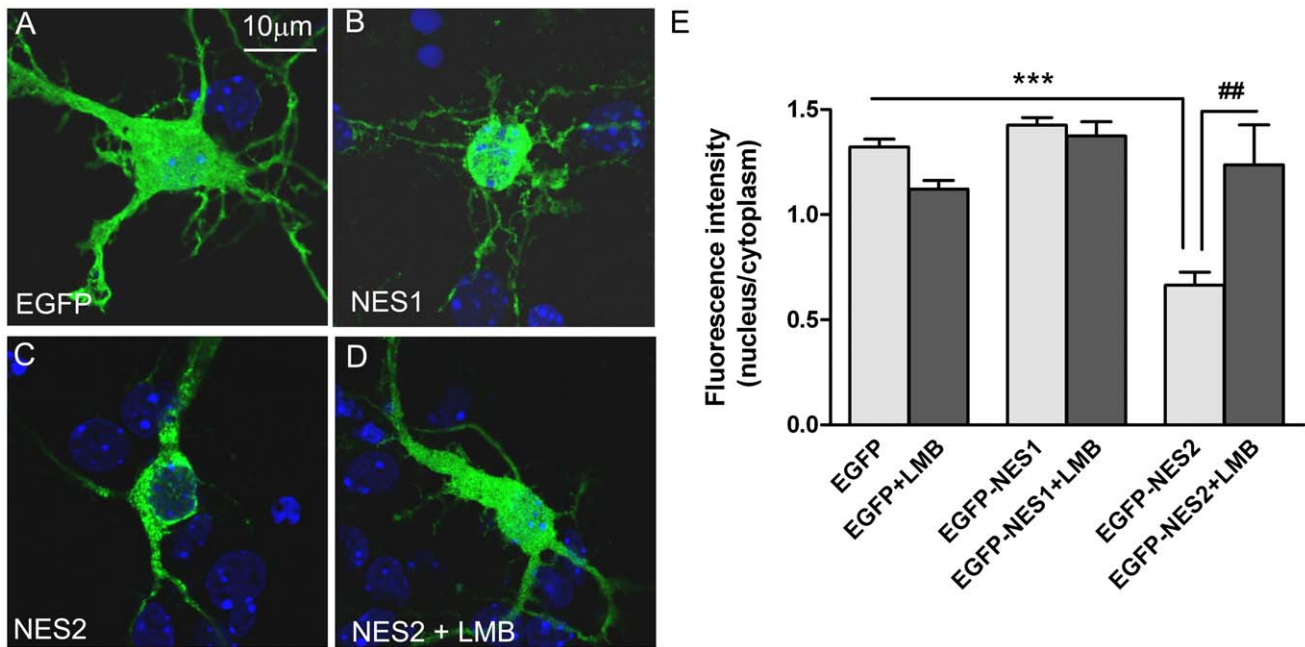 A
10μm
EGFP
B
NES1
C
NES2
D
NES2 + LMB
E
Fluorescence intensity
(nucleus/cytoplasm)
1.5
1.0
0.5
0.0
***
##
EGFP
EGFP+LMB
EGFP-NES1
EGFP-NES1+LMB
EGFP-NES2
EGFP-NES2+LMB